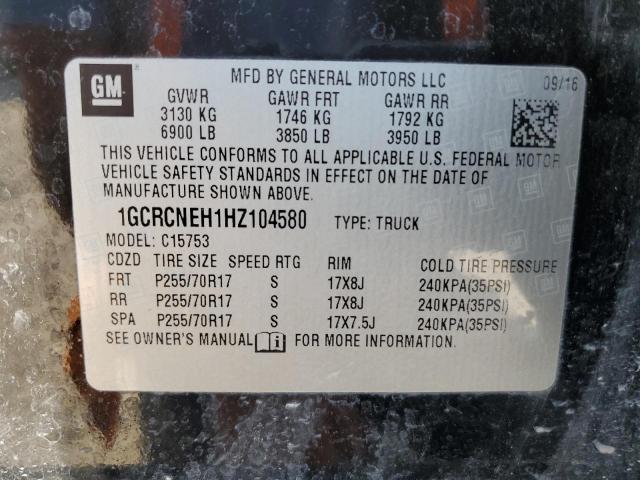 GM
MFD BY GENERAL MOTORS LLC 09/16
GVWR GAWR FRT GAWR RR
3130 KG 1746 KG 1792 KG
6900 LB 3850 LB 3950 LB
THIS VEHICLE CONFORMS TO ALL APPLICABLE U.S. FEDERAL MOTOR
VEHICLE SAFETY STANDARDS IN EFFECT ON THE DATE OF
MANUFACTURE SHOWN ABOVE.
1GCRCNEH1HZ104580 TYPE: TRUCK
MODEL: C15753
CDZD TIRE SIZE SPEED RTG RIM COLD TIRE PRESSURE
FRT P255/70R17 S 17X8J 240KPA(35PSI)
RR P255/70R17 S 17X8J 240KPA(35PSI)
SPA P255/70R17 S 17X7.5J 240KPA(35PSI)
SEE OWNER'S MANUAL FOR MORE INFORMATION.